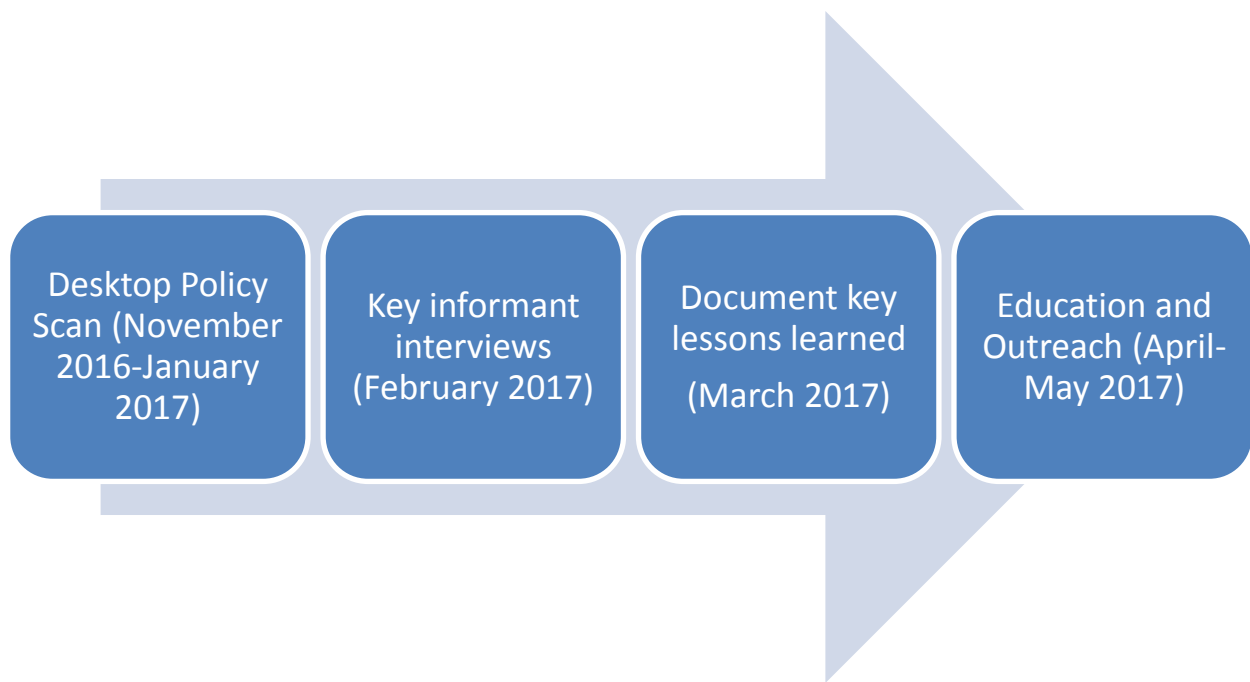 Desktop Policy
Scan (November
2016-January
2017)
Key informant
interviews
(February 2017)
Document key
lessons learned
(March 2017)
Education and
Outreach (April-
May 2017)